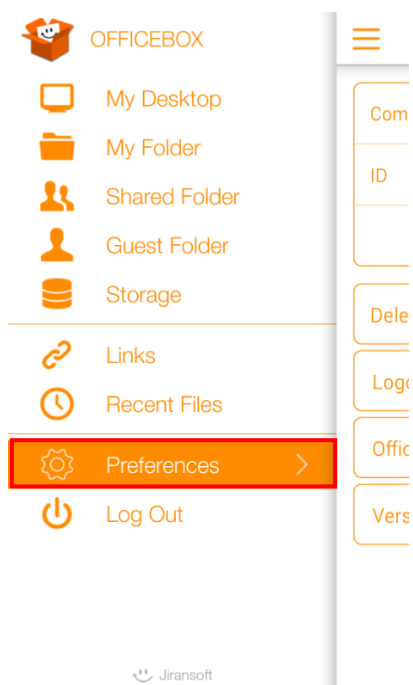 OFFICEBOX
My Desktop
My Folder
Shared Folder
Guest Folder
Storage
Links
Recent Files
Preferences
Log Out
Jiransoft
Com
ID
Dele
Logo
Offic
Vers